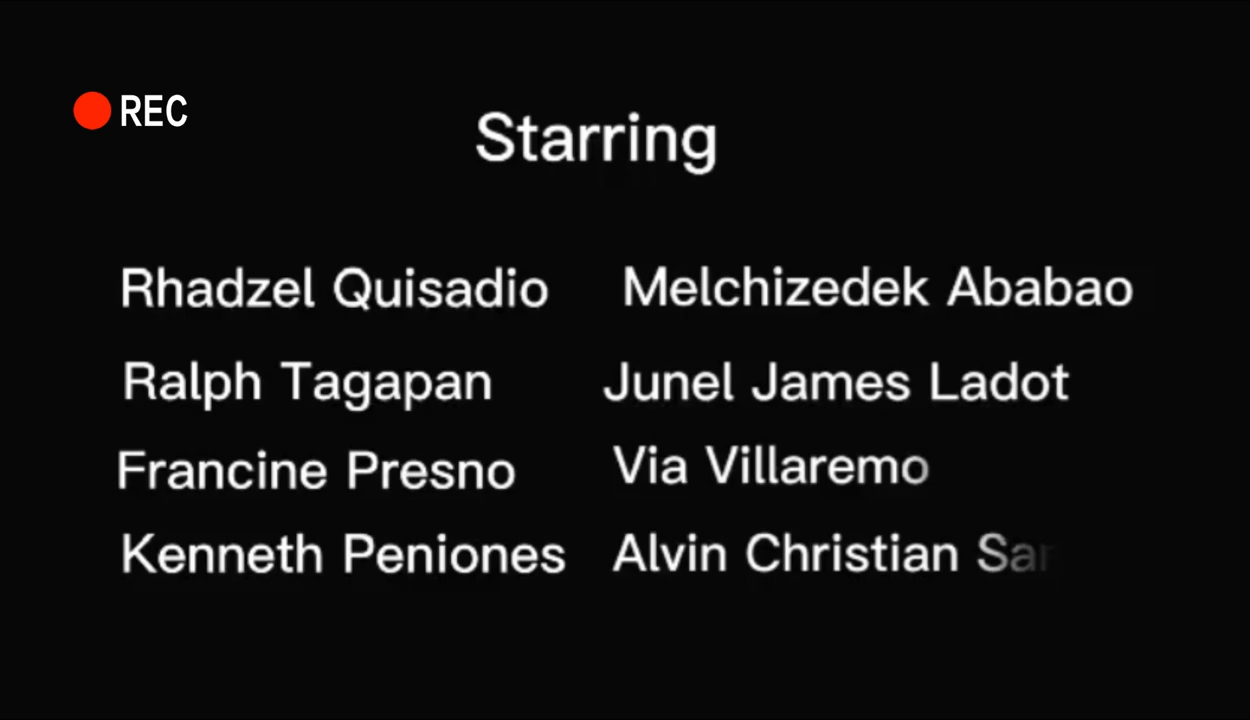 REC
Starring
Rhadzel Quisadio Melchizedek Ababao
Ralph Tagapan Junel James Ladot
Francine Presno Via Villaremo
Kenneth Peniones Alvin Christian